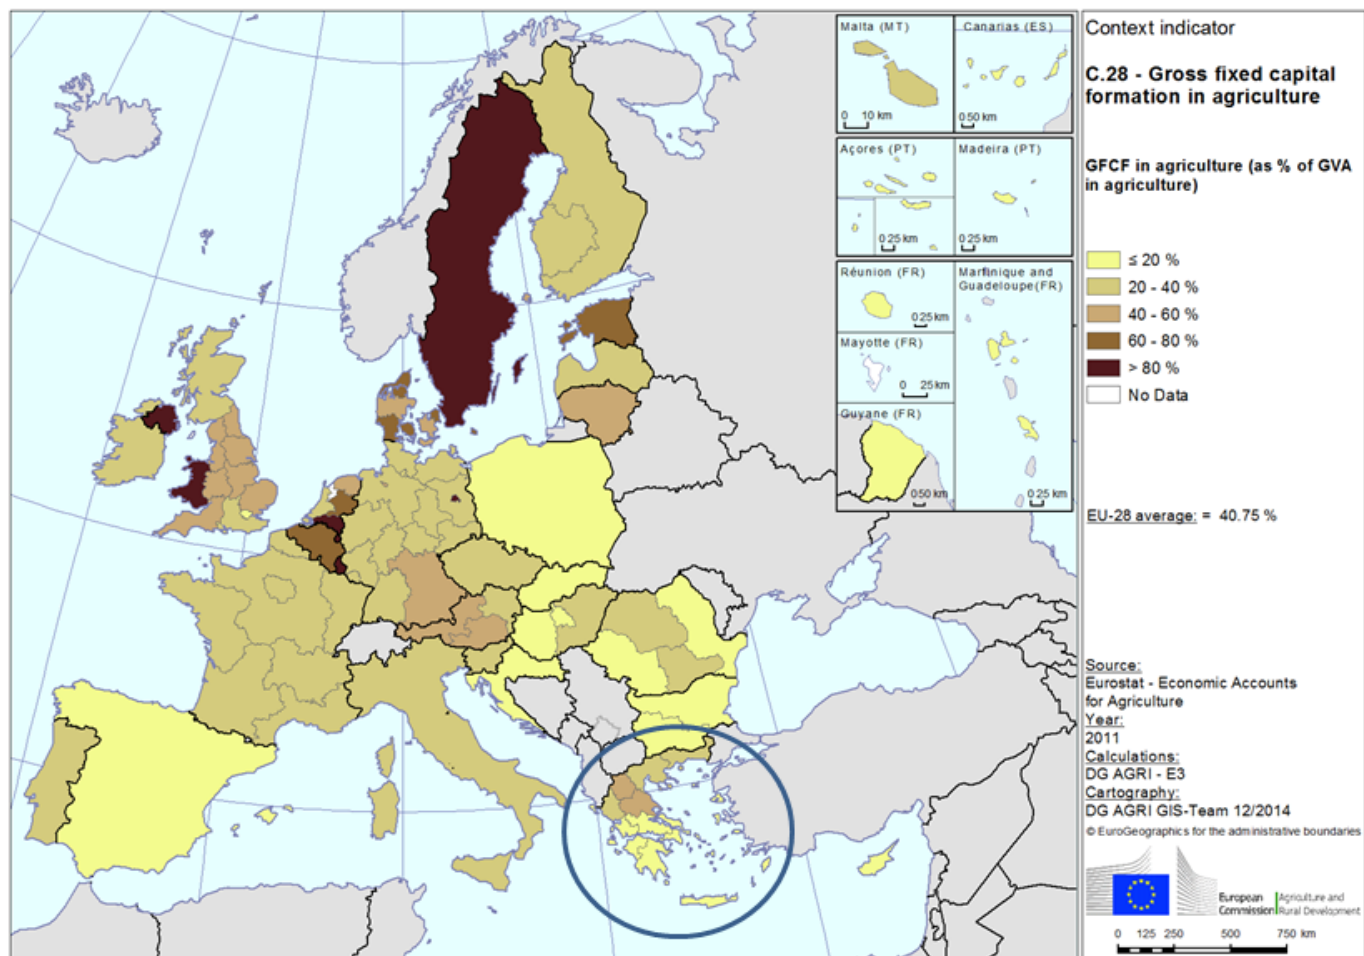 Malta (MT)
0 10 km
Canarias (ES)
0 50 km
Açores (PT)
0 25 km
Madeira (PT)
0 25 km
Réunion (FR)
0 25 km
Martinique and
Guadeloupe (FR)
Mayotte (FR)
0 25 km
Guyane (FR)
0 50 km
0 25 km
Context indicator
C.28 - Gross fixed capital
formation in agriculture
GFCF in agriculture (as % of GVA
in agriculture)
≤ 20 %
20 - 40 %
40 - 60 %
60 - 80 %
> 80 %
No Data
EU-28 average: = 40.75 %
Source:
Eurostat - Economic Accounts
for Agriculture
Year:
2011
Calculations:
DG AGRI - E3
Cartography:
DG AGRI GIS-Team 12/2014
© EuroGeographics for the administrative boundaries
European
Commission
Agriculture and
Rural Development
0 125 250 500 750 km